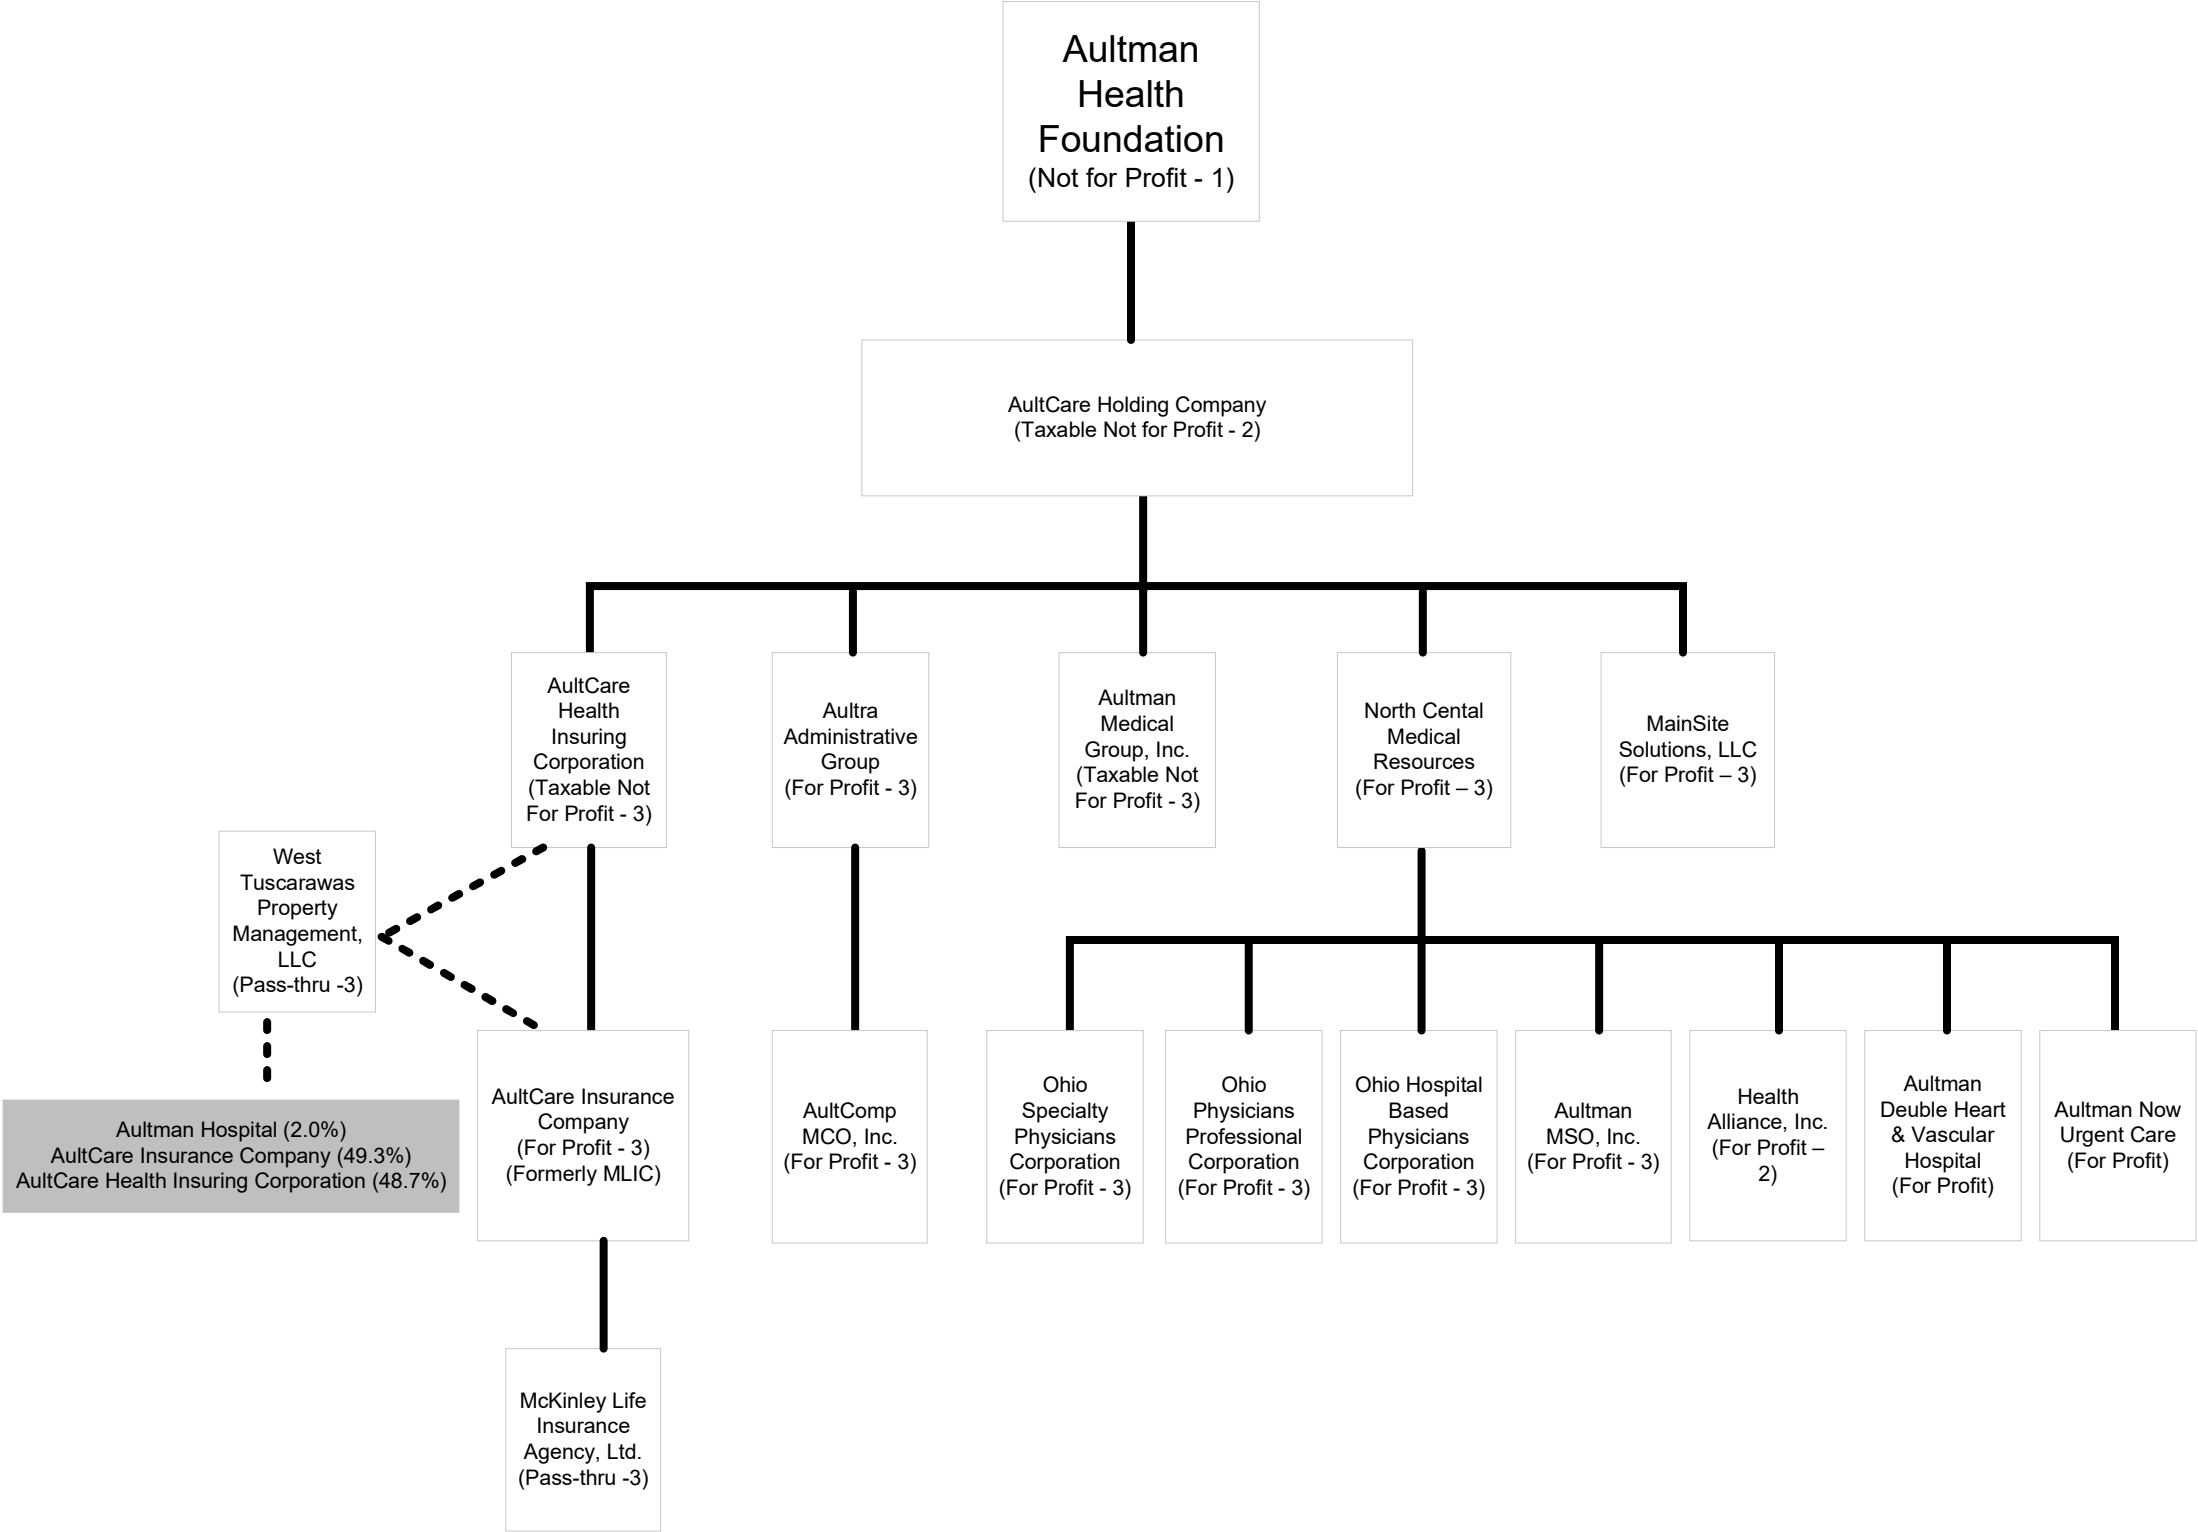 Aultman
Health
Foundation
(Not for Profit - 1)
AultCare Holding Company
(Taxable Not for Profit - 2)
AultCare
Health
Insuring
Corporation
(Taxable Not
For Profit - 3)
Aultra
Administrative
Group
(For Profit - 3)
Aultman
Medical
Group, Inc.
(Taxable Not
For Profit - 3)
North Cental
Medical
Resources
(For Profit – 3)
MainSite
Solutions, LLC
(For Profit – 3)
West
Tuscarawas
Property
Management,
LLC
(Pass-thru -3)
Aultman Hospital (2.0%)
AultCare Insurance Company (49.3%)
AultCare Health Insuring Corporation (48.7%)
AultCare Insurance
Company
(For Profit - 3)
(Formerly MLIC)
AultComp
MCO, Inc.
(For Profit - 3)
Ohio
Specialty
Physicians
Corporation
(For Profit - 3)
Ohio
Physicians
Professional
Corporation
(For Profit - 3)
Ohio Hospital
Based
Physicians
Corporation
(For Profit - 3)
Aultman
MSO, Inc.
(For Profit - 3)
Health
Alliance, Inc.
(For Profit –
2)
Aultman
Deuble Heart
& Vascular
Hospital
(For Profit)
Aultman Now
Urgent Care
(For Profit)
McKinley Life
Insurance
Agency, Ltd.
(Pass-thru -3)